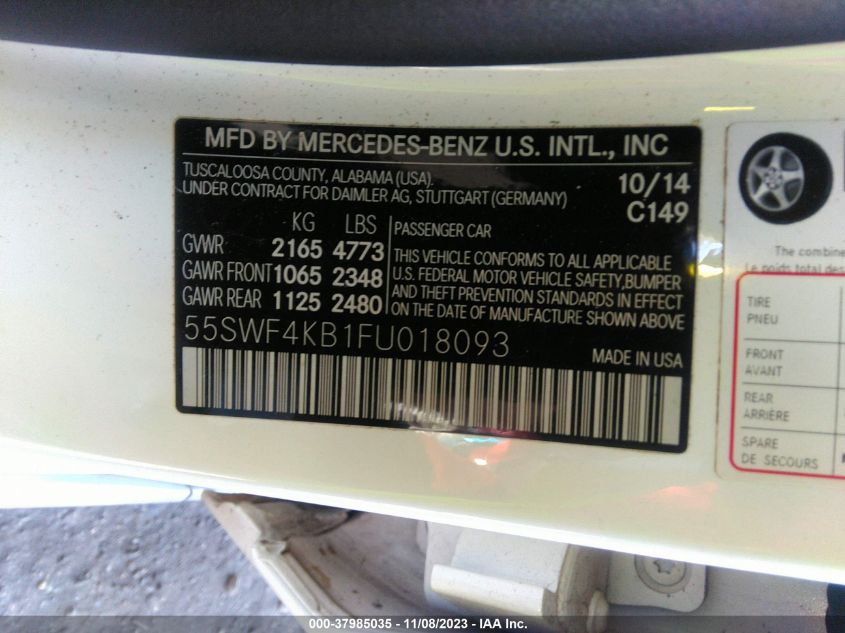 MFD BY MERCEDES-BENZ U.S. INTL., INC
TUSCALOOSA COUNTY, ALABAMA (USA).
UNDER CONTRACT FOR DAIMLER AG, STUTTGART (GERMANY)
10/14
C149
KG LBS
GVWR 2165 4773
GAWR FRONT 1065 2348
GAWR REAR 1125 2480
PASSENGER CAR
THIS VEHICLE CONFORMS TO ALL APPLICABLE
U.S. FEDERAL MOTOR VEHICLE SAFETY,BUMPER
AND THEFT PREVENTION STANDARDS IN EFFECT
ON THE DATE OF MANUFACTURE SHOWN ABOVE.
55SWF4KB1FU018093
MADE IN USA
The combine
Le poids total des
TIRE
PNEU
FRONT
AVANT
REAR
ARRIÈRE
SPARE
DE SECOURS
000-37985035 - 11/08/2023 - IAA Inc.